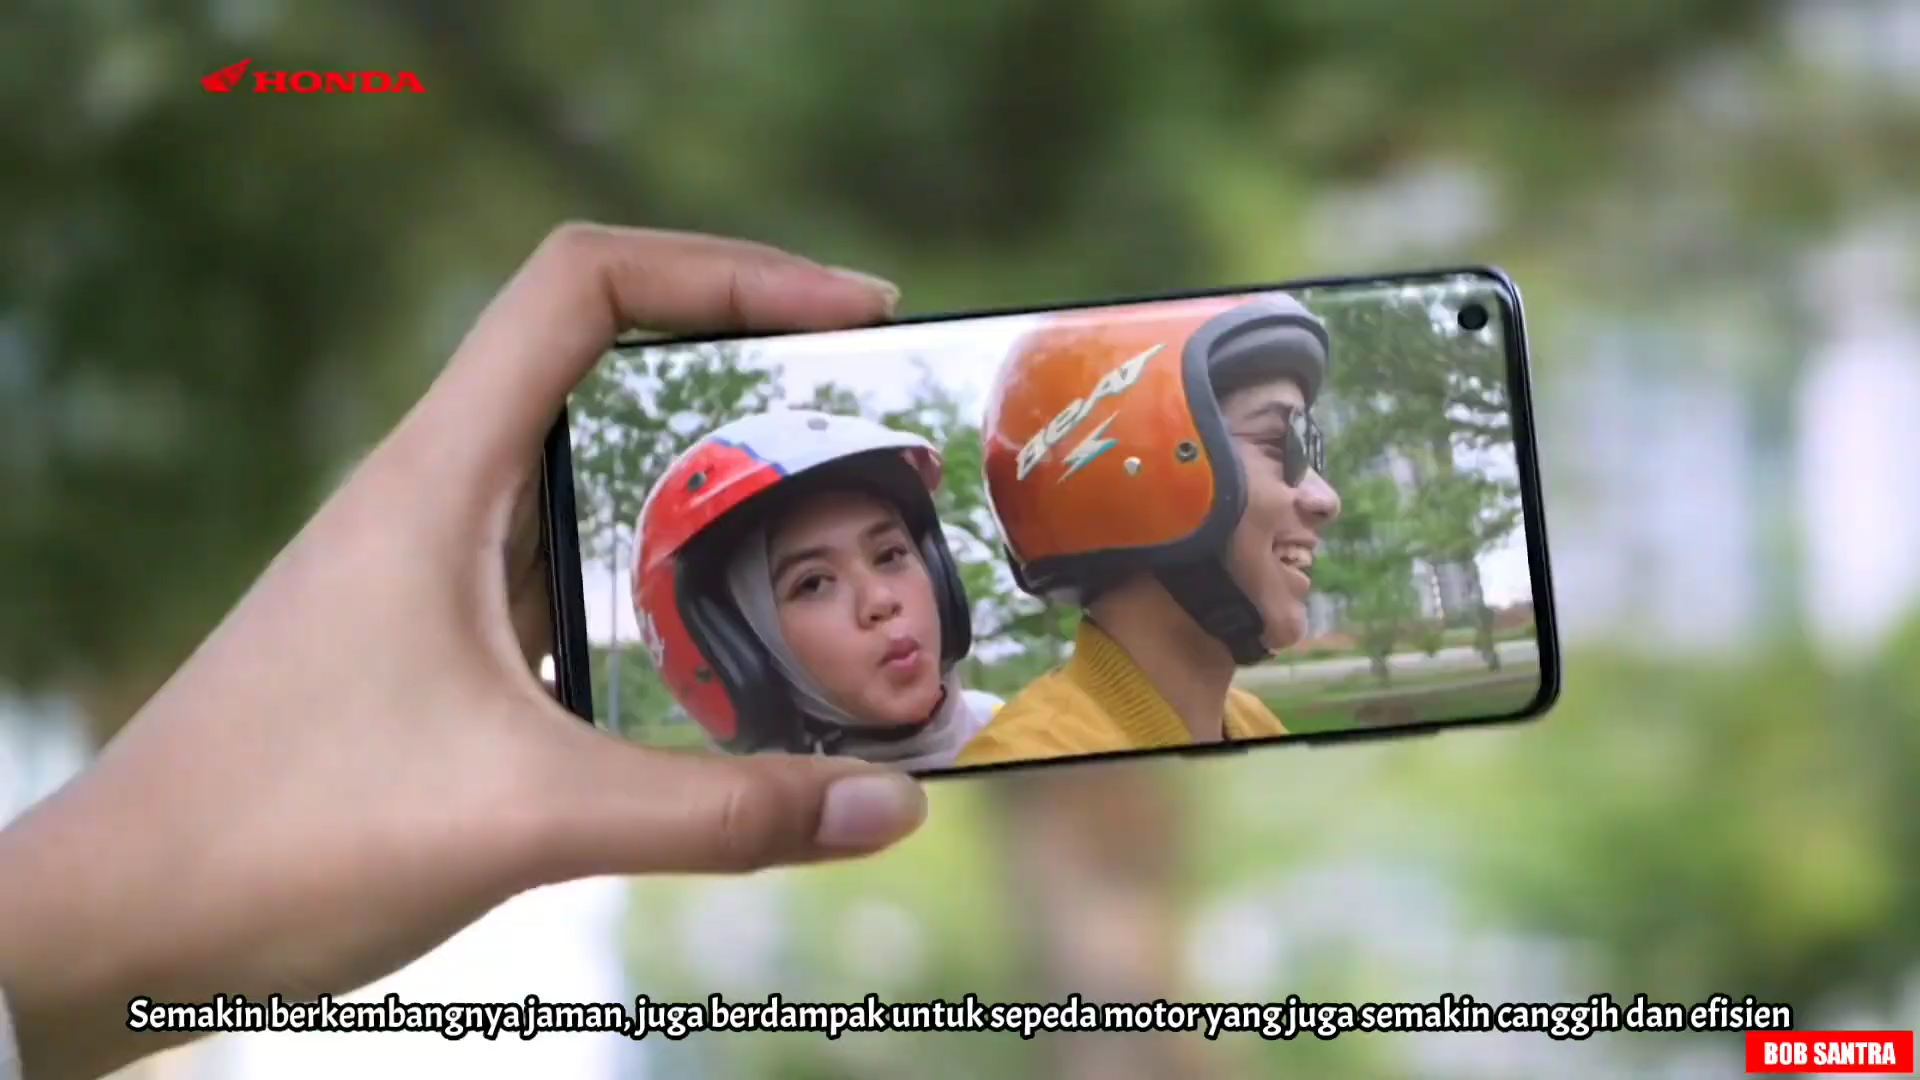 HONDA
BeAT
Semakin berkembangnya jaman, juga berdampak untuk sepeda motor yang juga semakin canggih dan efisien
BOB SANTRA